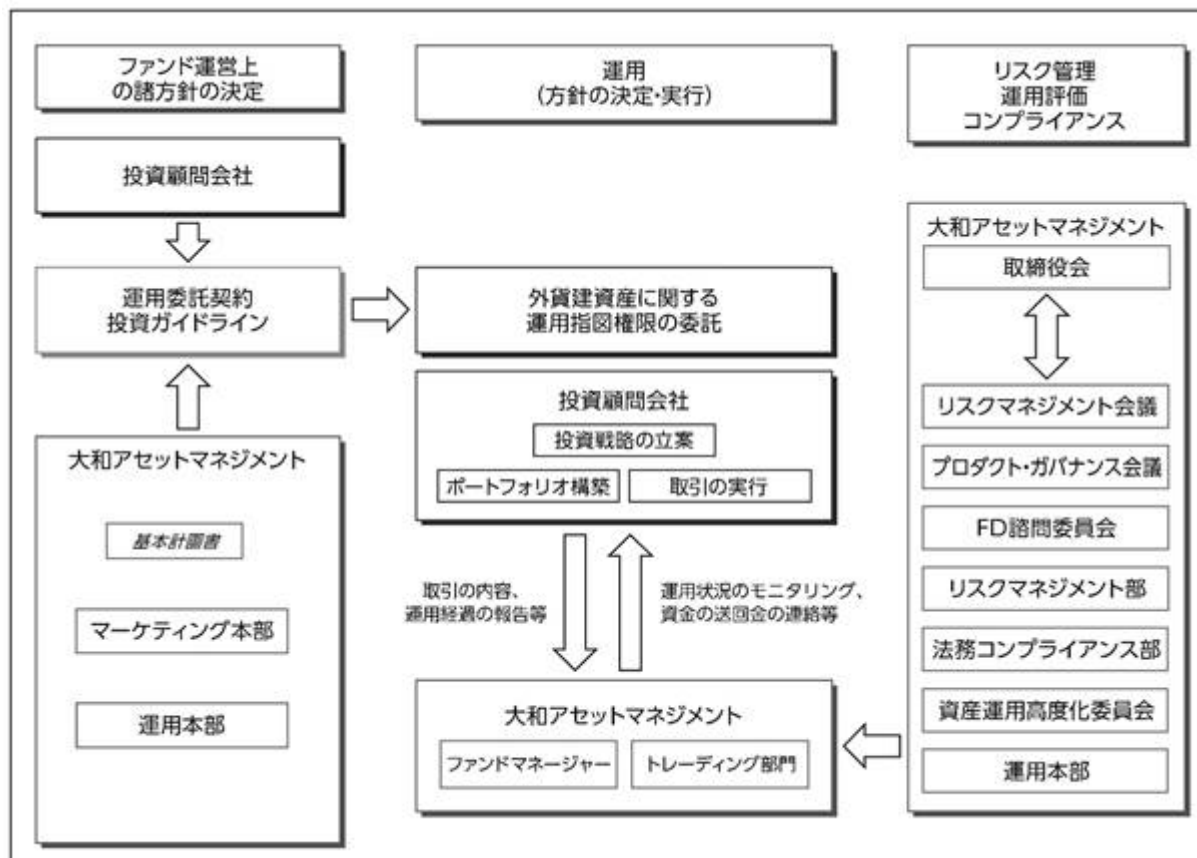 ファンド運営上
の諸方針の決定
運用
(方針の決定・実行)
リスク管理
運用評価
コンプライアンス
投資顧問会社
運用委託契約
投資ガイドライン
大和アセットマネジメント
基本計画書
マーケティング本部
運用本部
外貨建資産に関する
運用指図権限の委託
投資顧問会社
投資戦略の立案
ポートフォリオ構築
取引の実行
取引の内容、
運用経過の報告等
運用状況のモニタリング、
資金の送回金の連絡等
大和アセットマネジメント
ファンドマネージャー
トレーディング部門
大和アセットマネジメント
取締役会
リスクマネジメント会議
プロダクト・ガバナンス会議
FD諮問委員会
リスクマネジメント部
法務コンプライアンス部
資産運用高度化委員会
運用本部